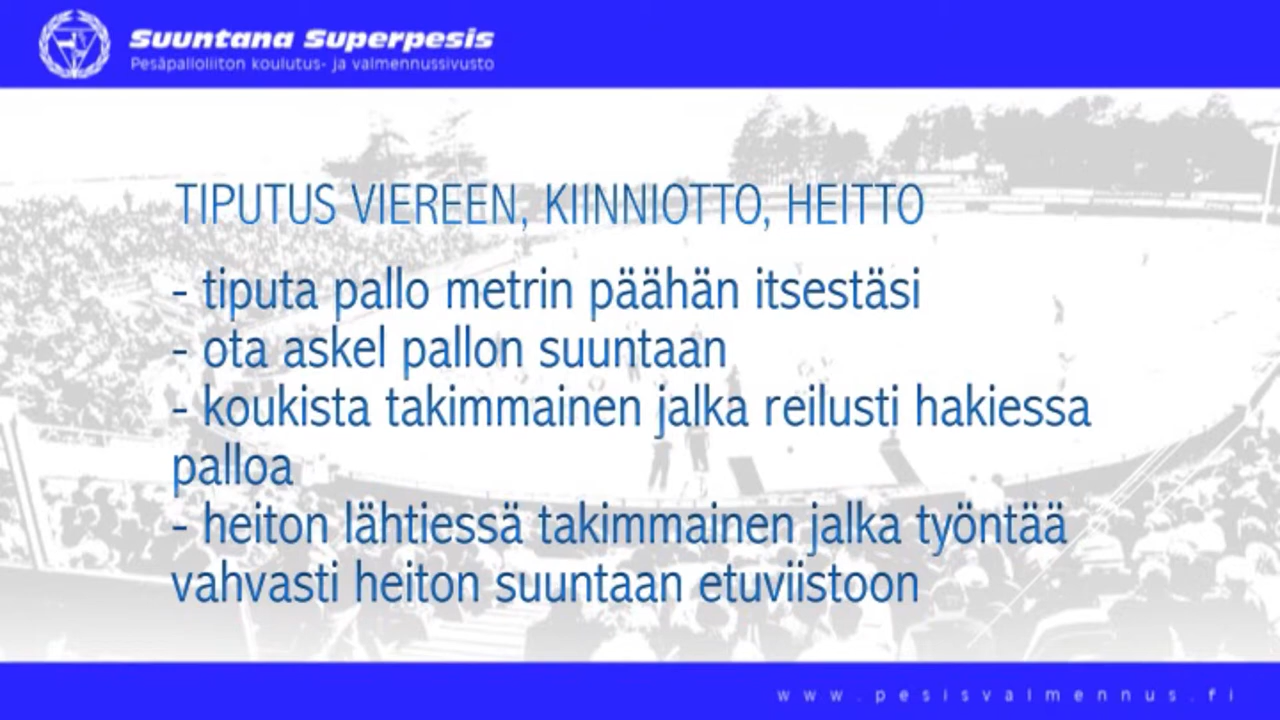 Suuntana Superpesis
Pesäpalloliiton koulutus- ja valmennussivusto
TIPUTUS VIEREEN, KIINNIOTTO, HEITTO
- tiputa pallo metrin päähän itsestäsi
- ota askel pallon suuntaan
- koukista takimmainen jalka reilusti hakiessa
palloa
- heiton lähtiessä takimmainen jalka työntää
vahvasti heiton suuntaan etuviistoon
www.pesisvalmennus.fi